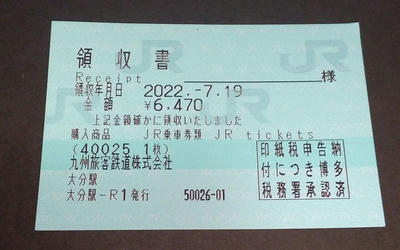 領収書
Receipt
様
領収年月日 2022.-7.19
金額 ¥6,470
上記金額確かに領収いたしました
購入商品 JR乗車券類 JR tickets
(40025 1枚)
九州旅客鉄道株式会社
大分駅
大分駅-R1発行 50026-01
印紙税申告納
付につき博多
税務署承認済